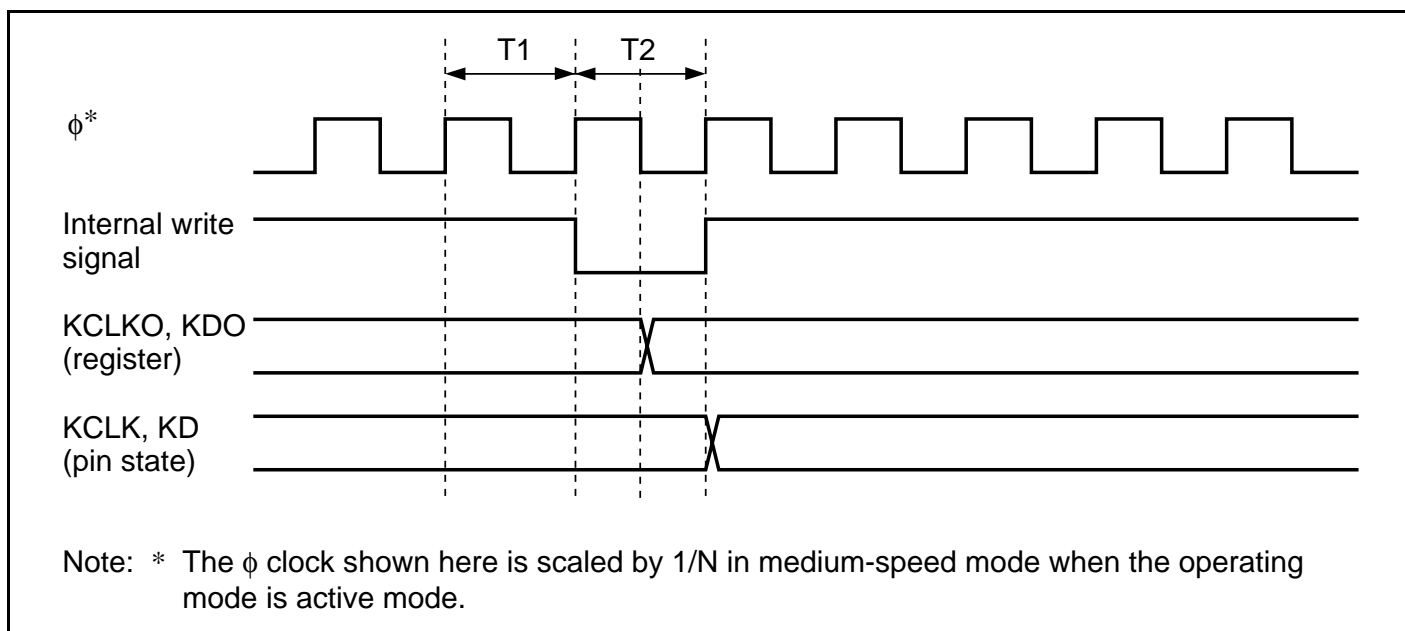 T1 T2
ϕ*
Internal write
signal
KCLKO, KDO
(register)
KCLK, KD
(pin state)
Note: * The ϕ clock shown here is scaled by 1/N in medium-speed mode when the operating
mode is active mode.